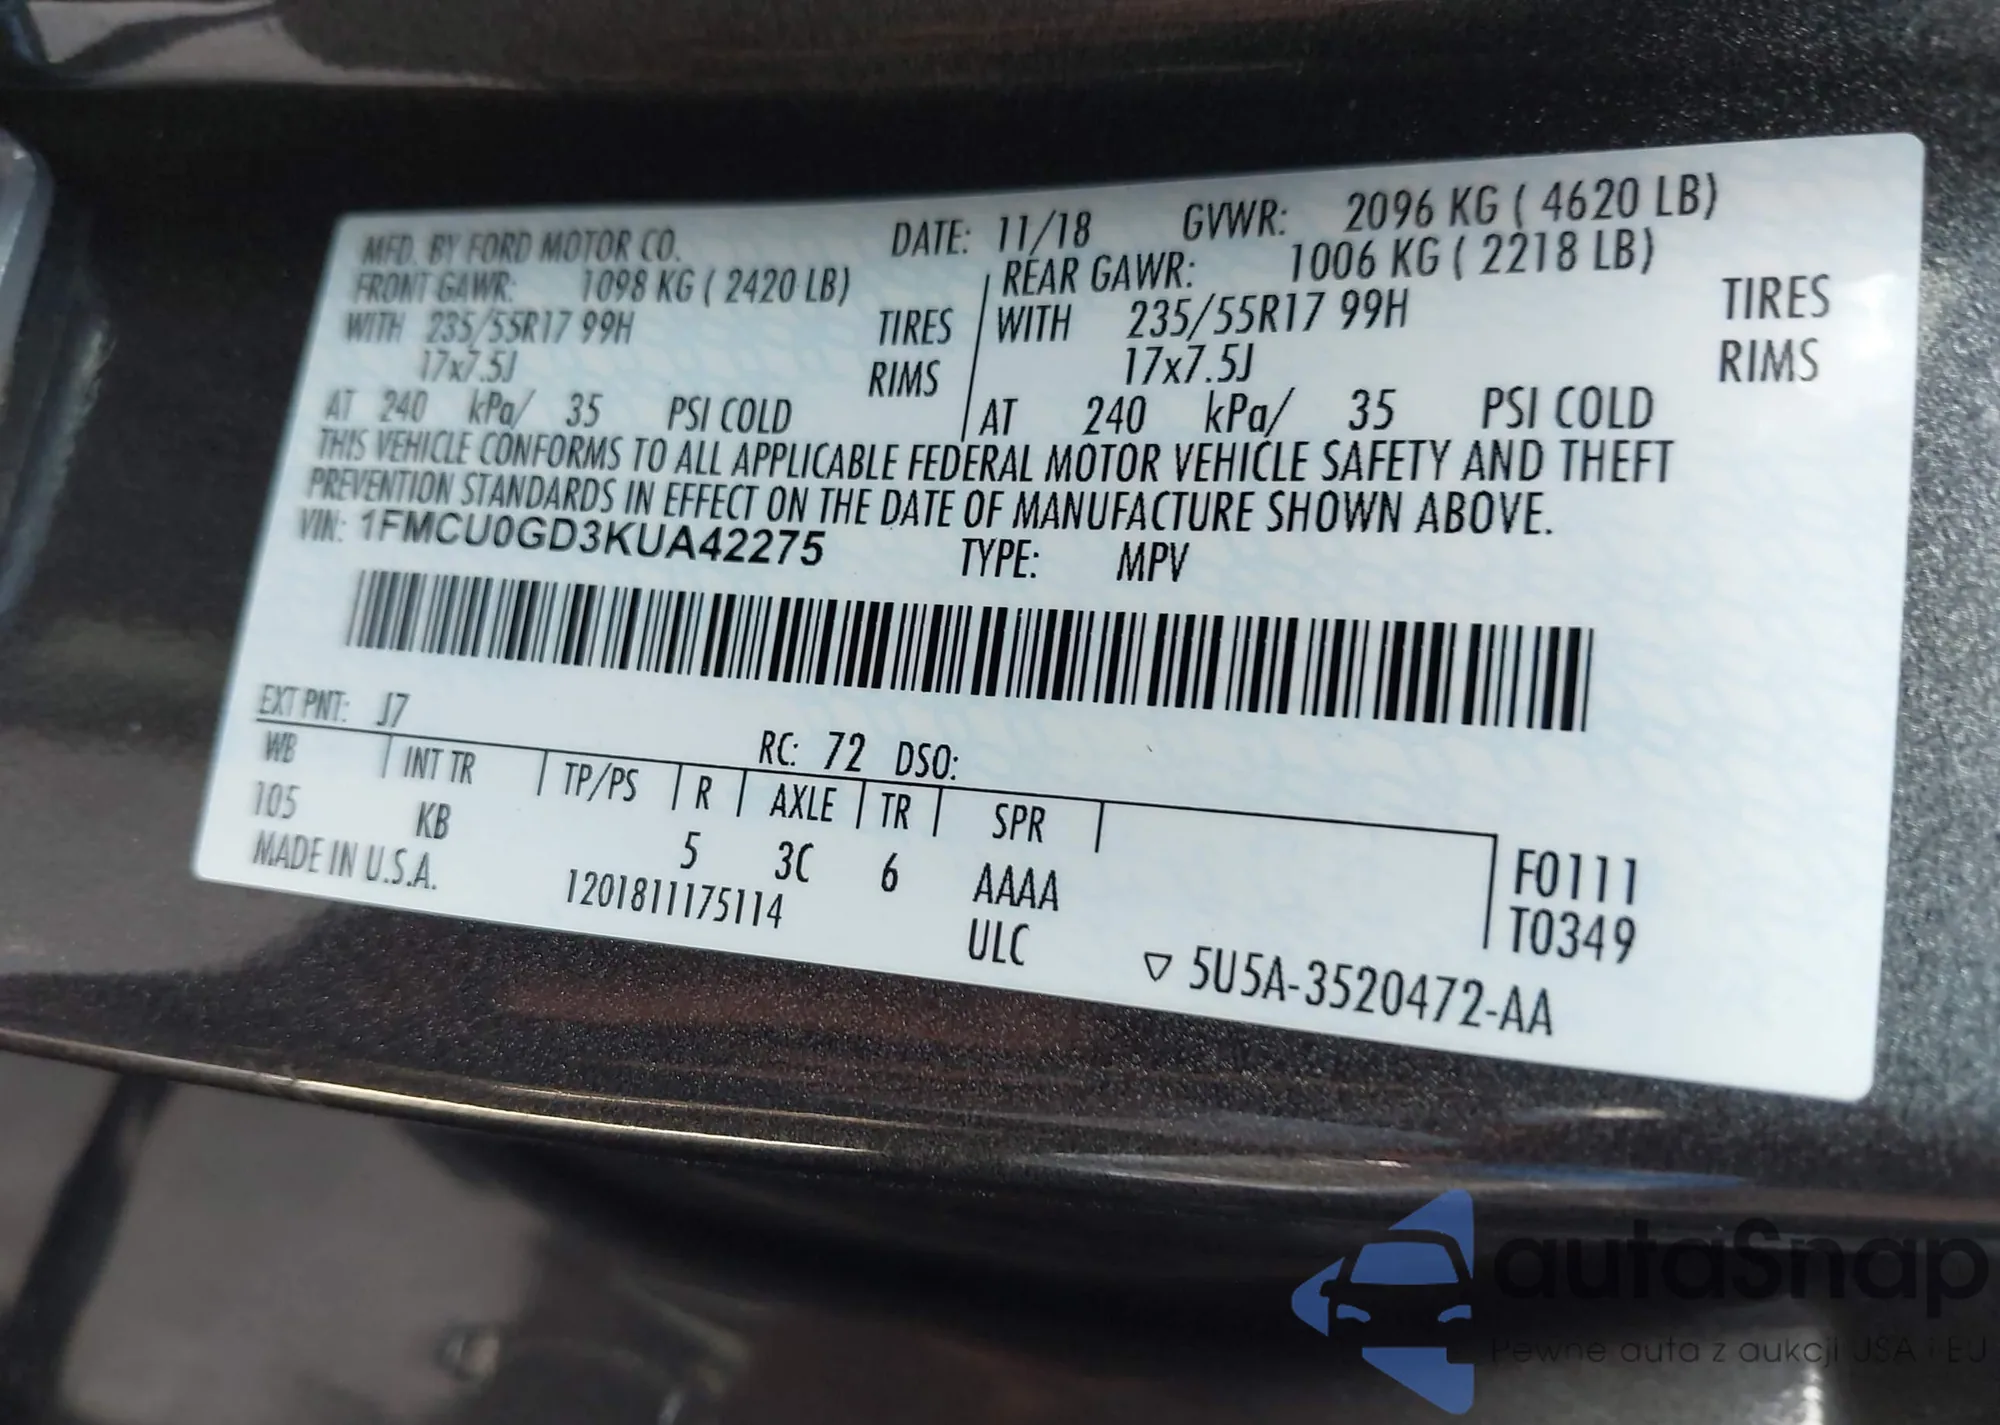 MFD. BY FORD MOTOR CO. DATE: 11/18 GVWR: 2096 KG ( 4620 LB)
FRONT GAWR: 1098 KG ( 2420 LB) REAR GAWR: 1006 KG ( 2218 LB)
WITH 235/55R17 99H TIRES WITH 235/55R17 99H TIRES
17x7.5J RIMS 17x7.5J RIMS
AT 240 kPa/ 35 PSI COLD AT 240 kPa/ 35 PSI COLD
THIS VEHICLE CONFORMS TO ALL APPLICABLE FEDERAL MOTOR VEHICLE SAFETY AND THEFT
PREVENTION STANDARDS IN EFFECT ON THE DATE OF MANUFACTURE SHOWN ABOVE.
VIN: 1FMCU0GD3KUA42275 TYPE: MPV
EXT PNT: J7 RC: 72 DSO:
WB INT TR TP/PS R AXLE TR SPR
105 KB 5 3C 6 AAAA F0111
MADE IN U.S.A. 1201811175114 ULC T0349
▽ 5U5A-3520472-AA
autaSnap
Pewne auta z aukcji USA i EU